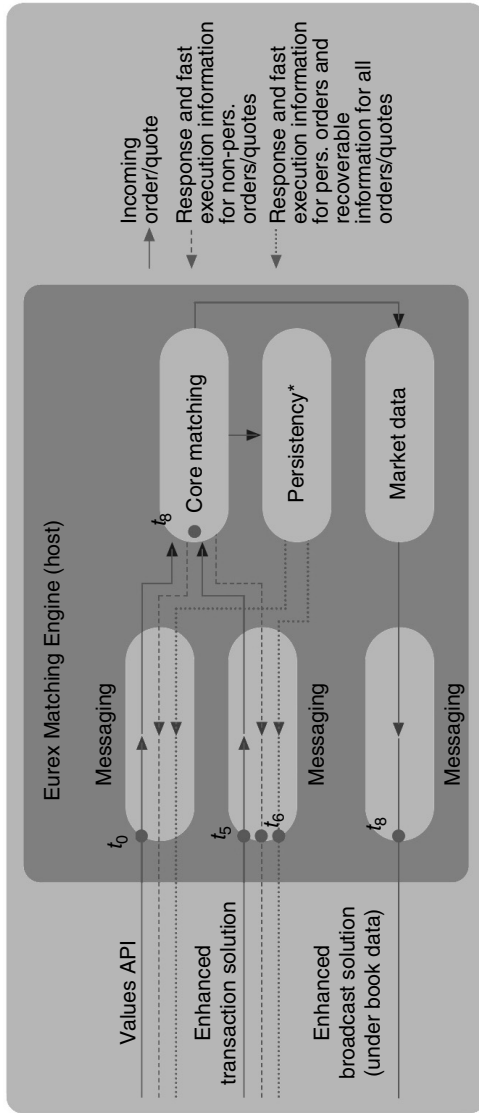 Eurex Matching Engine (host)
Values API
t0
Messaging
t8
Core matching
Enhanced
transaction solution
t5
t6
Messaging
Persistency*
Enhanced
broadcast solution
(under book data)
t8
Messaging
Market data
Incoming
order/quote
Response and fast
execution information
for non-pers.
orders/quotes
Response and fast
execution information
for pers. orders and
recoverable
information for all
orders/quotes